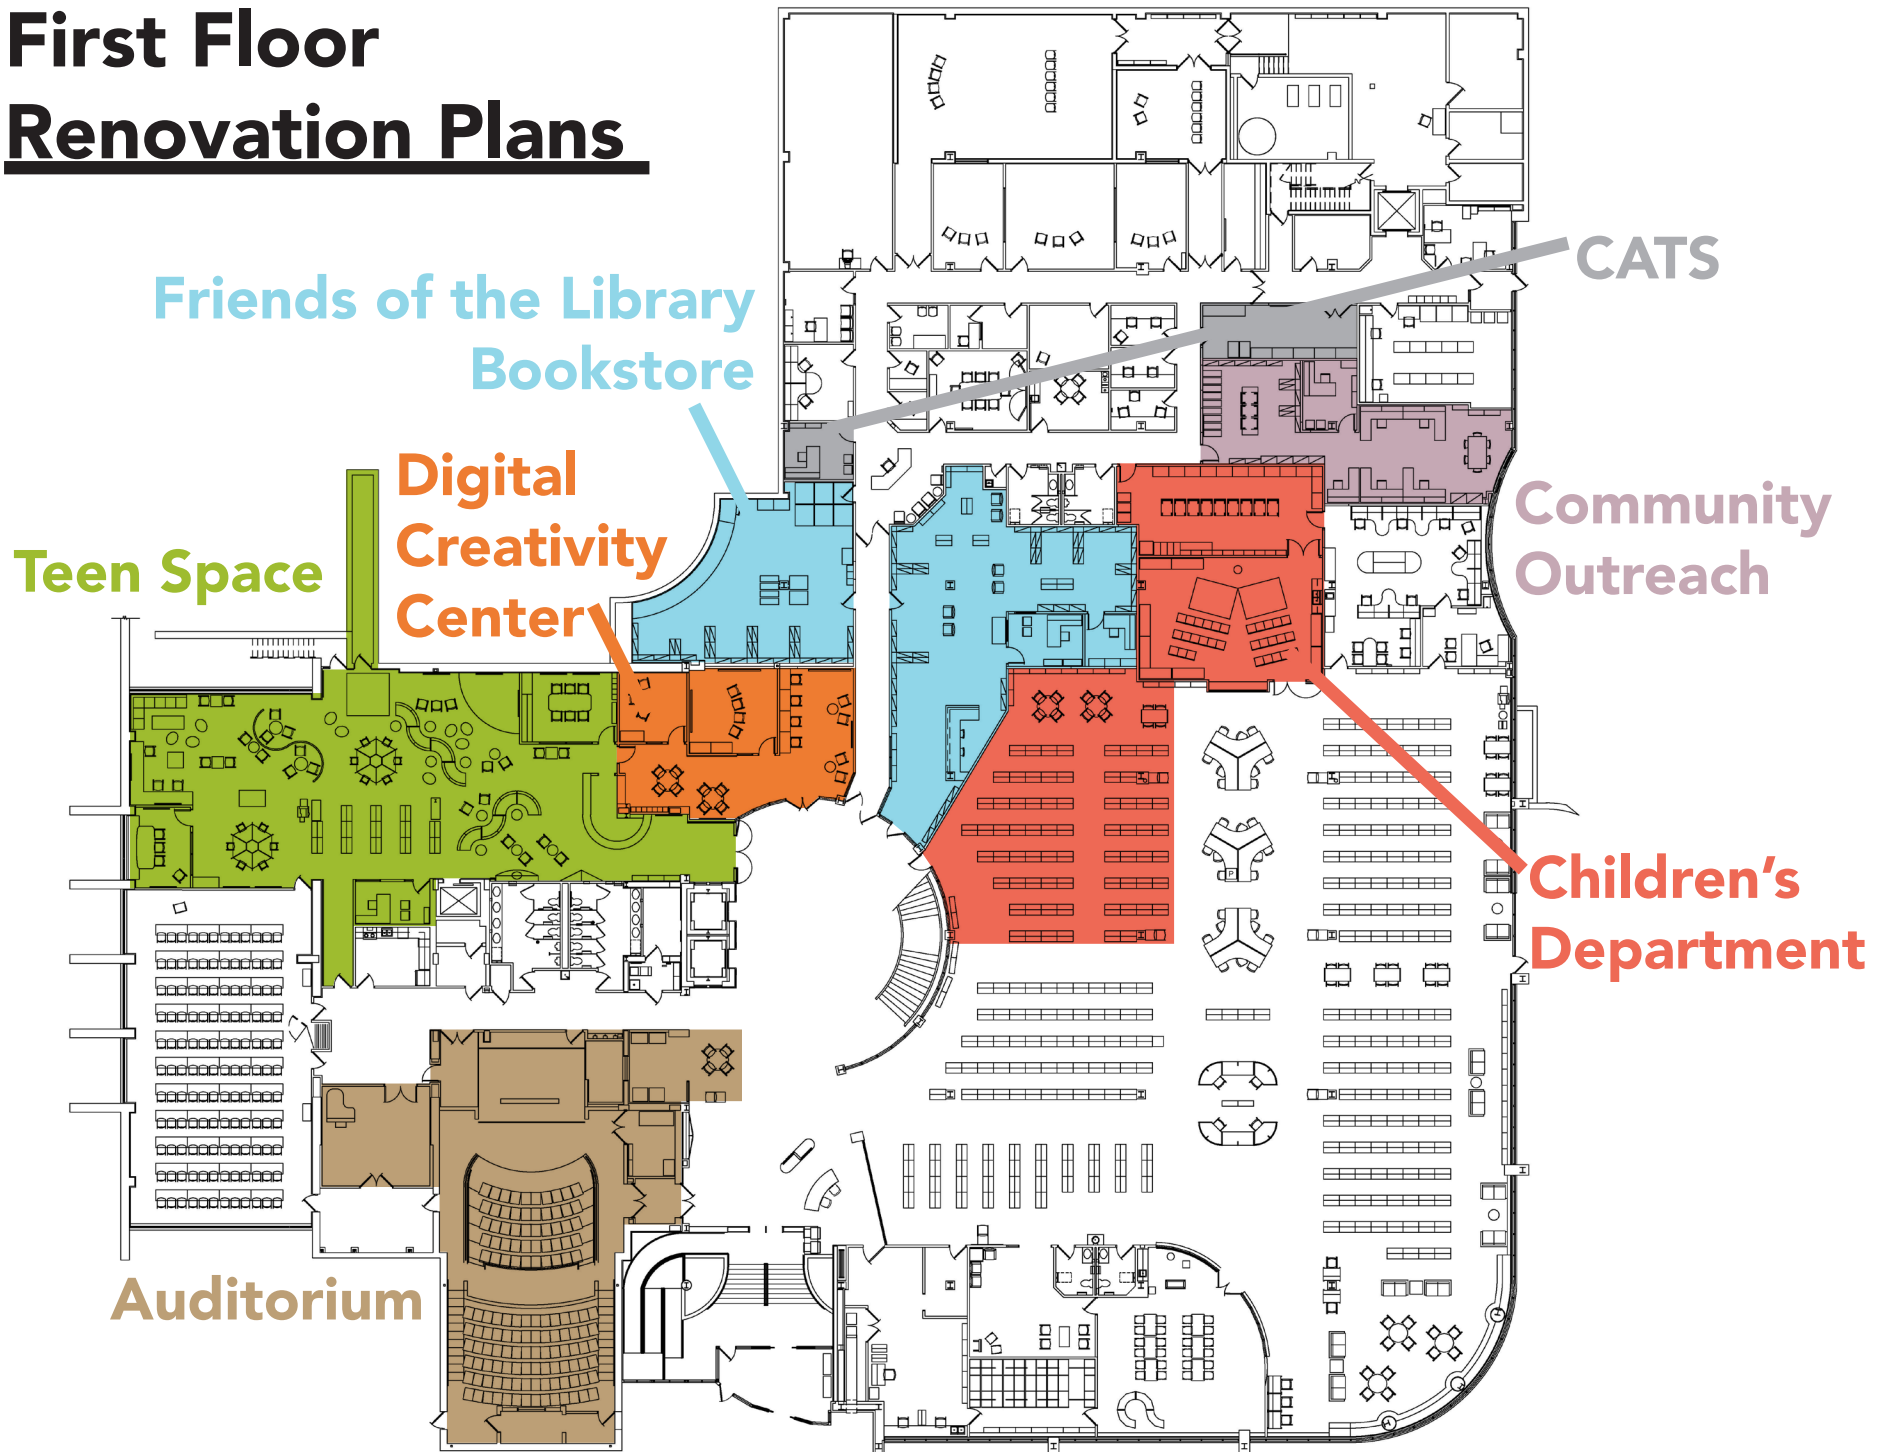 First Floor
Renovation Plans
CATS
Friends of the Library
Bookstore
Digital
Creativity
Center
Teen Space
Community
Outreach
Children's
Department
Auditorium